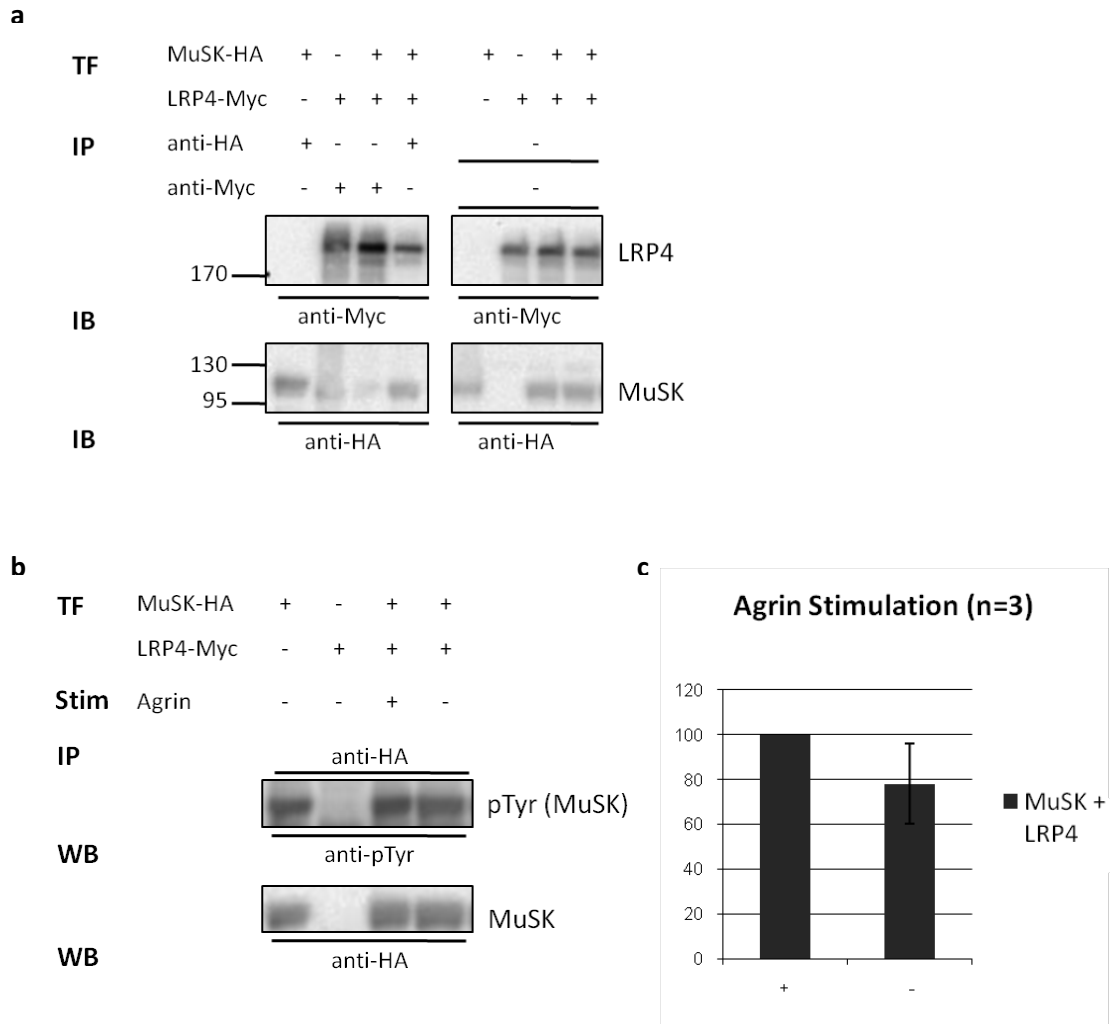 a
TF MuSK-HA + - + + + - + +
LRP4-Myc - + + + - + + +
IP anti-HA + - - + -
anti-Myc - + + - -
LRP4
170
anti-Myc anti-Myc
IB
130
95
MuSK
anti-HA anti-HA
IB
b
TF MuSK-HA + - + +
LRP4-Myc - + + +
Stim Agrin - - + -
IP anti-HA
pTyr (MuSK)
WB anti-pTyr
MuSK
WB anti-HA
c
Agrin Stimulation (n=3)
120
100
80
60
40
20
0
+ -
MuSK +
LRP4